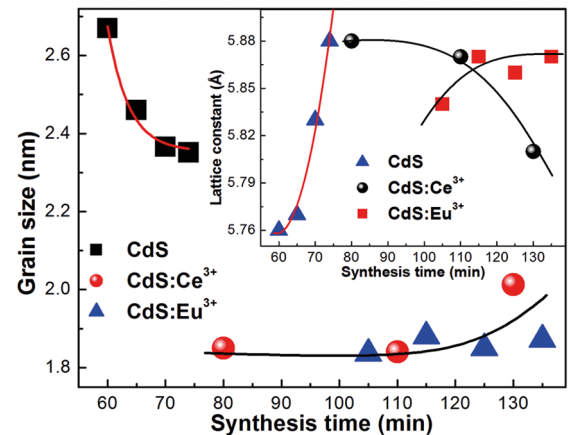 Grain size (nm)
2.6
2.4
2.2
2.0
1.8
CdS
CdS:Ce³⁺
CdS:Eu³⁺
60 70 80 90 100 110 120 130
Synthesis time (min)
Lattice constant (Å)
5.88
5.85
5.82
5.79
5.76
CdS
CdS:Ce³⁺
CdS:Eu³⁺
60 70 80 90 100 110 120 130
Synthesis time (min)